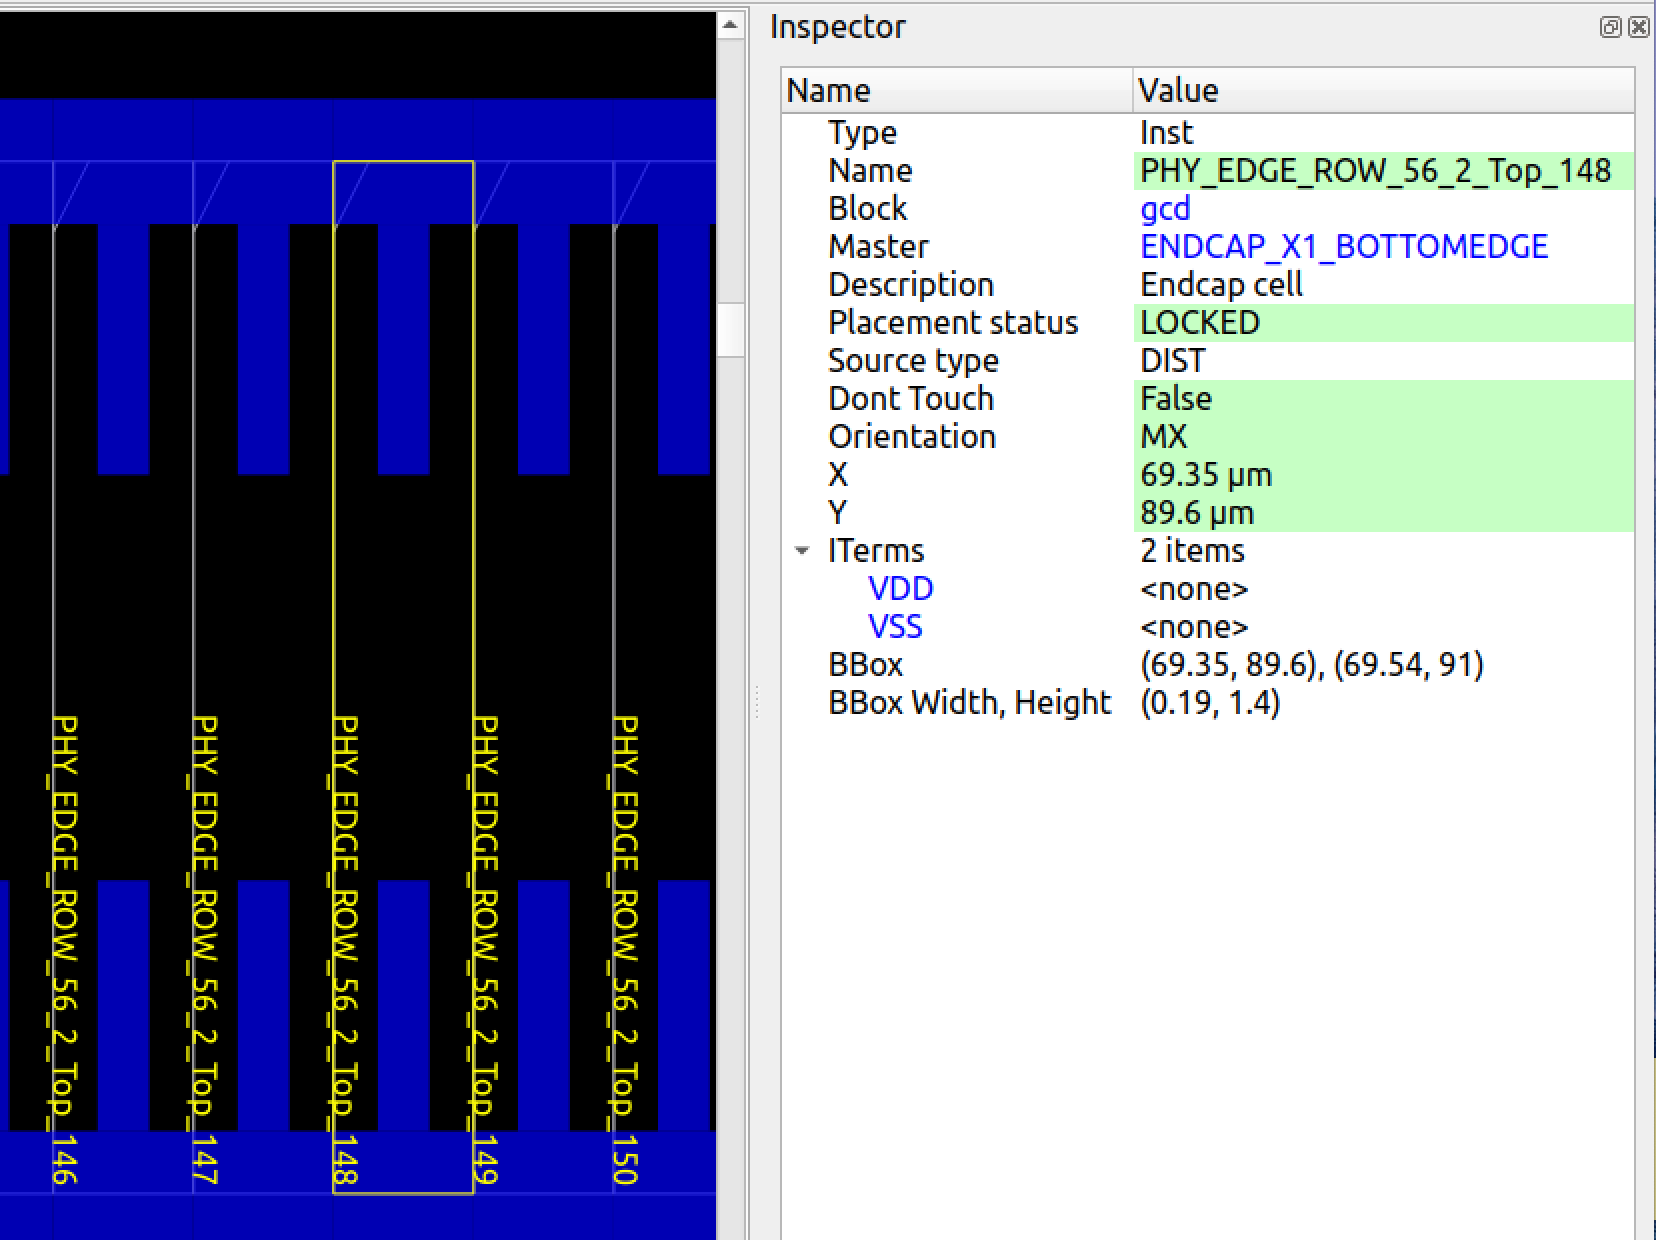 Inspector
Name Value
Type Inst
Name PHY_EDGE_ROW_56_2_Top_148
Block gcd
Master ENDCAP_X1_BOTTOMEDGE
Description Endcap cell
Placement status LOCKED
Source type DIST
Dont Touch False
Orientation MX
X 69.35 µm
Y 89.6 µm
ITerms 2 items
VDD <none>
VSS <none>
BBox (69.35, 89.6), (69.54, 91)
BBox Width, Height (0.19, 1.4)
PHY_EDGE_ROW_56_2_Top_146
PHY_EDGE_ROW_56_2_Top_147
PHY_EDGE_ROW_56_2_Top_148
PHY_EDGE_ROW_56_2_Top_149
PHY_EDGE_ROW_56_2_Top_150